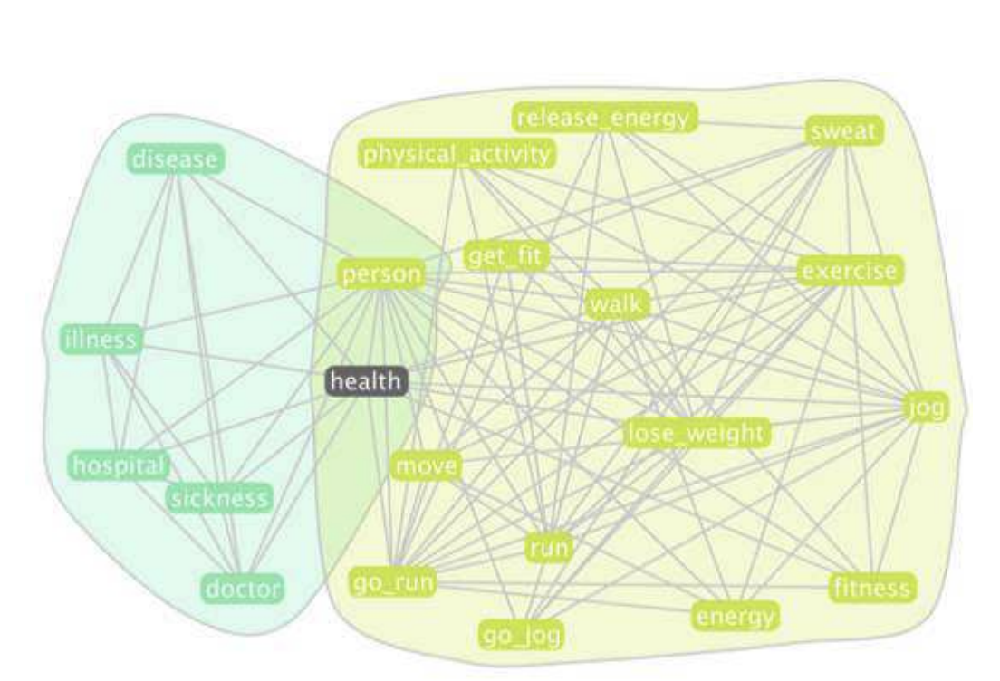 release_energy
sweat
physical_activity
disease
get_fit
person
exercise
walk
illness
health
jog
lose_weight
hospital
move
sickness
run
go_run
doctor
fitness
energy
go_jog